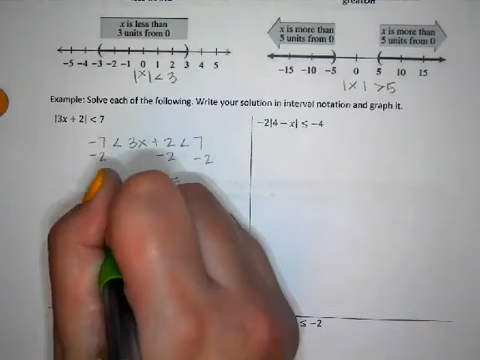 greatOR
x is less than
3 units from 0
-5 -4 -3 -2 -1 0 1 2 3 4 5
|x| < 3
x is more than
5 units from 0
x is more than
5 units from 0
-15 -10 -5 0 5 10 15
|x| > 5
Example: Solve each of the following. Write your solution in interval notation and graph it.
|3x + 2| < 7
-7 < 3x + 2 < 7
-2 -2 -2
-2|4 - x| ≤ -4
≤ -2